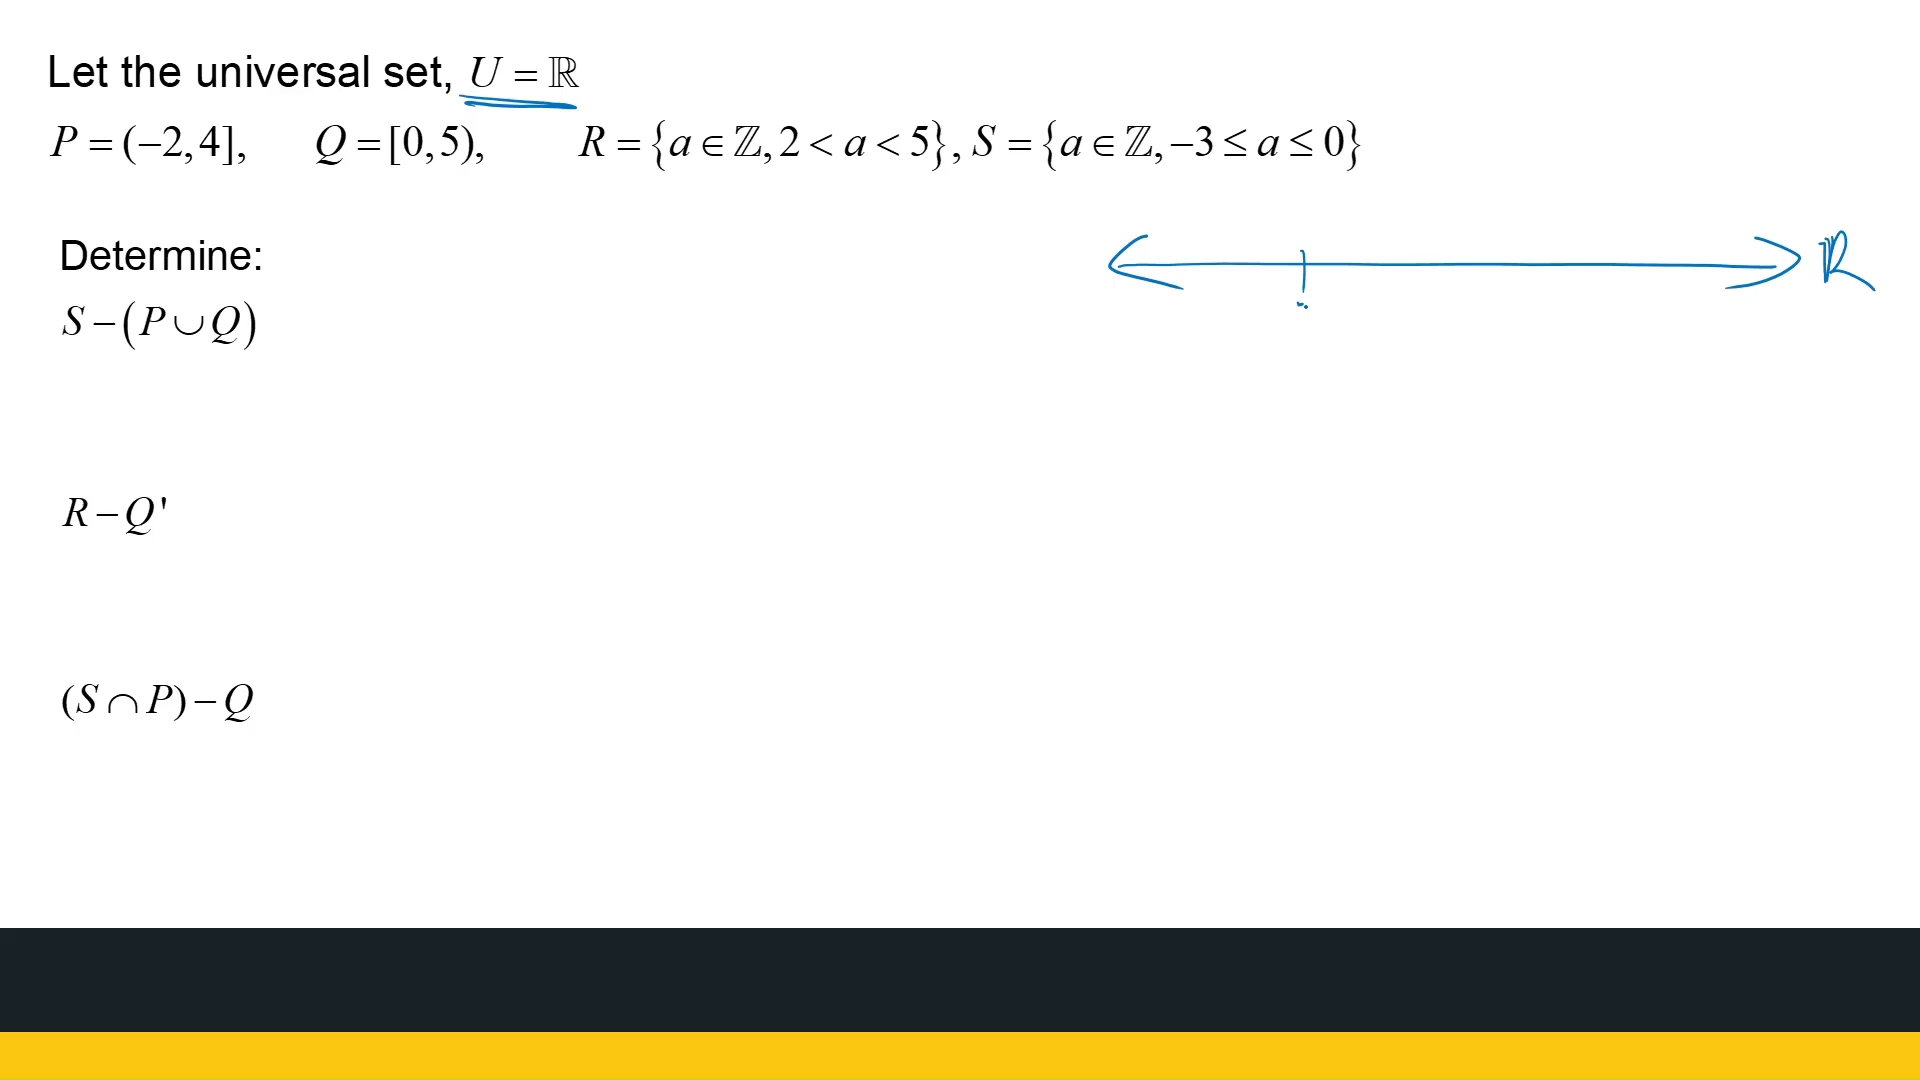 Let the universal set, U = ℝ
P = (−2, 4], Q = [0, 5), R = {a ∈ ℤ, 2 < a < 5}, S = {a ∈ ℤ, −3 ≤ a ≤ 0}
Determine:
ℝ
S − (P ∪ Q)
R − Q'
(S ∩ P) − Q